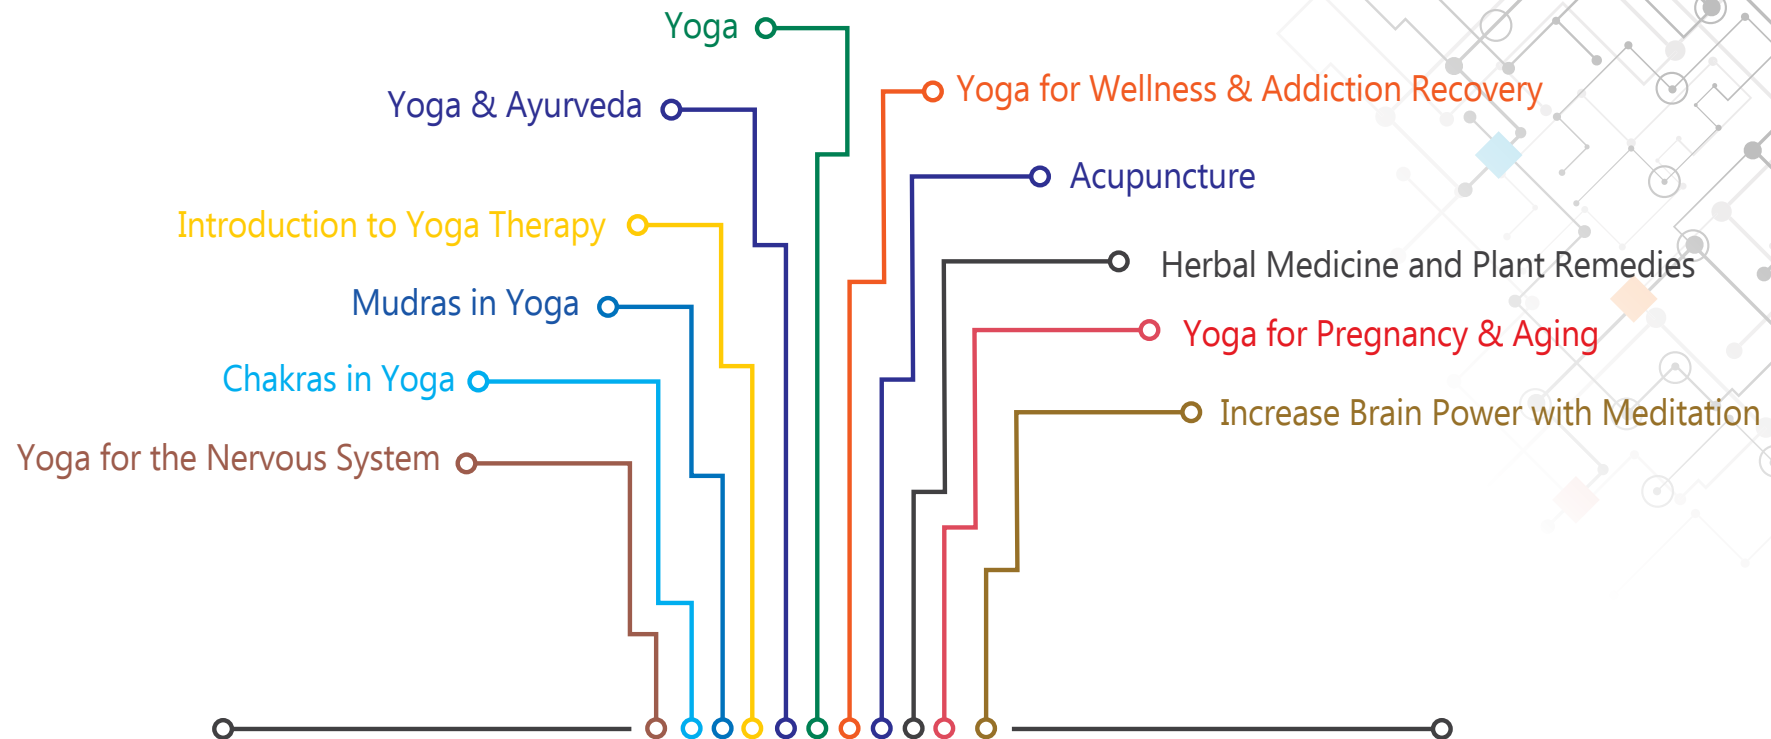 Yoga
Yoga for Wellness & Addiction Recovery
Yoga & Ayurveda
Acupuncture
Introduction to Yoga Therapy
Herbal Medicine and Plant Remedies
Mudras in Yoga
Yoga for Pregnancy & Aging
Chakras in Yoga
Increase Brain Power with Meditation
Yoga for the Nervous System